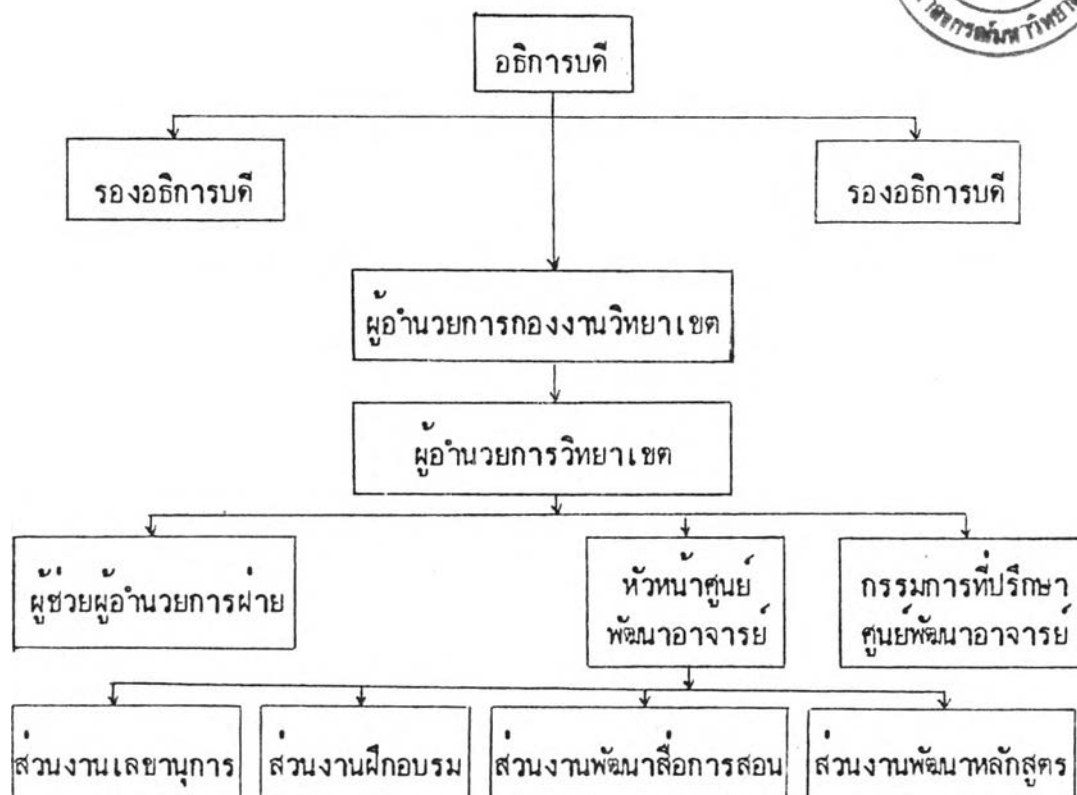 อธิการบดี
รองอธิการบดี
รองอธิการบดี
ผู้อำนวยการกองงานวิทยาเขต
ผู้อำนวยการวิทยาเขต
ผู้ช่วยผู้อำนวยการฝ่าย
หัวหน้าศูนย์
พัฒนาอาจารย์
กรรมการที่ปรึกษา
ศูนย์พัฒนาอาจารย์
ส่วนงานเลขานุการ
ส่วนงานฝึกอบรม
ส่วนงานพัฒนาสื่อการสอน
ส่วนงานพัฒนาหลักสูตร